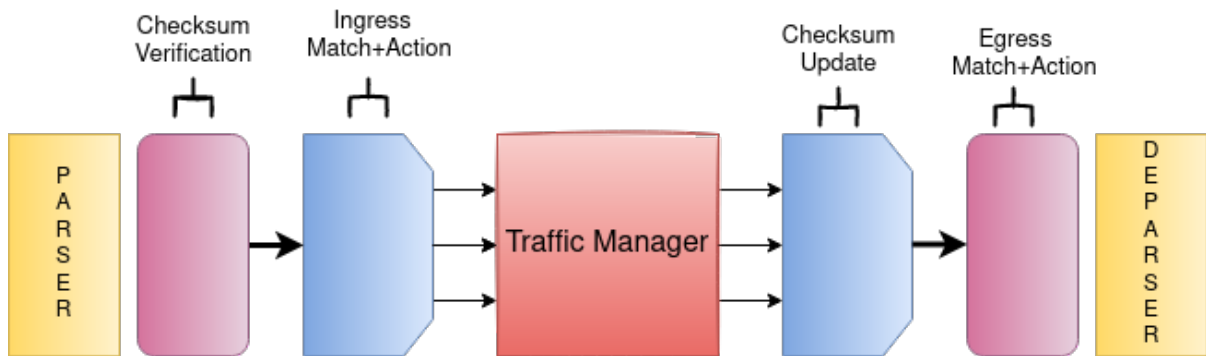 Checksum
Verification
Ingress
Match+Action
Checksum
Update
Egress
Match+Action
P
A
R
S
E
R
Traffic Manager
D
E
P
A
R
S
E
R